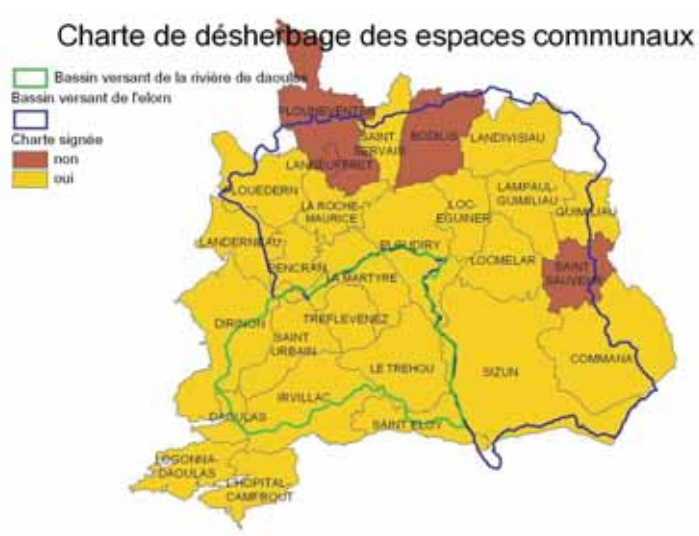 Charte de désherbage des espaces communaux
Bassin versant de la rivière de daoulas
Bassin versant de l'elorn
Charte signée
non
oui
PLOUNEVENTER
SAINT
SERVAIS
BODILIS
LANDIVISIAU
LANNEUFFRET
PLOUEDERN
LA ROCHE-
MAURICE
LOC-
EGUINER
LAMPAUL-
GUIMILIAU
GUIMILIAU
LANDERNEAU
PLOUDIRY
PENCRAN
LA MARTYRE
LOCMELAR
SAINT
SAUVEUR
DIRINON
TREFLEVENEZ
SAINT
URBAIN
LE TREHOU
SIZUN
COMMANA
IRVILLAC
DAOULAS
SAINT ELOY
LOGONNA-
DAOULAS
L'HOPITAL-
CAMFROUT